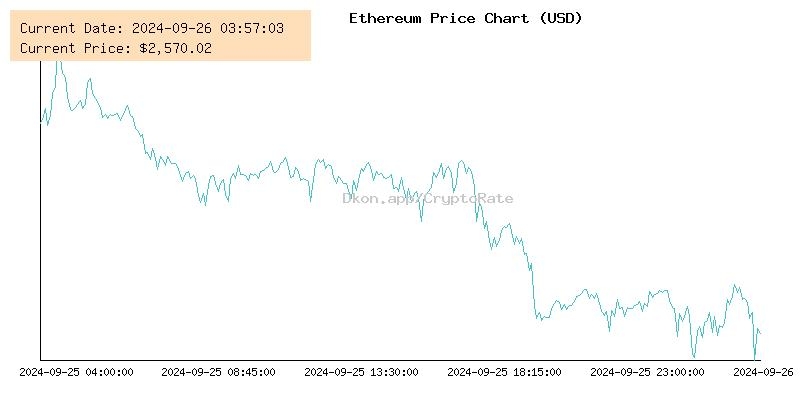 Ethereum Price Chart (USD)
Current Date: 2024-09-26 03:57:03
Current Price: $2,570.02
Dkon.app/CryptoRate
2024-09-25 04:00:00 2024-09-25 08:45:00 2024-09-25 13:30:00 2024-09-25 18:15:00 2024-09-25 23:00:00 2024-09-26